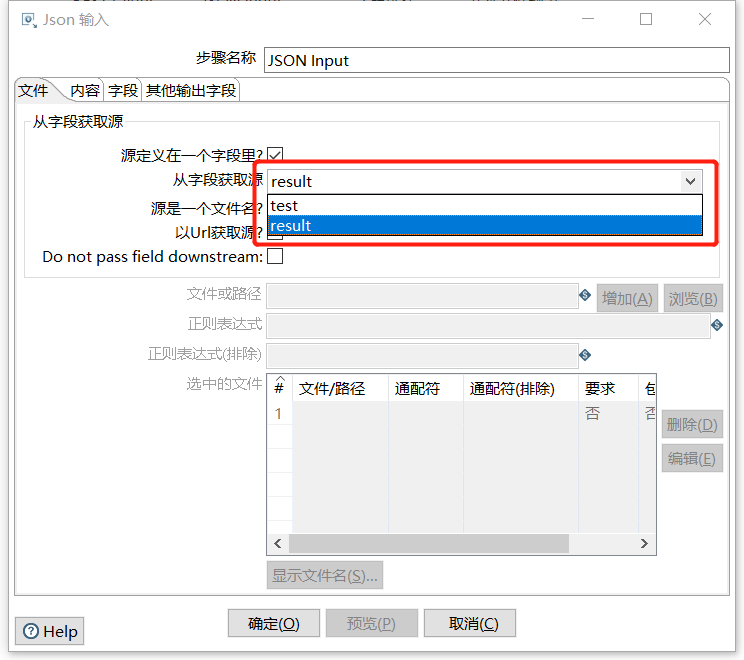 Json 输入
步骤名称 JSON Input
文件 内容 字段 其他输出字段
从字段获取源
源定义在一个字段里?
从字段获取源 result
test
源是一个文件名?
result
以Url获取源?
Do not pass field downstream:
文件或路径 增加(A) 浏览(B)
正则表达式
正则表达式(排除)
选中的文件
# 文件/路径 通配符 通配符(排除) 要求
1 否 否
删除(D)
编辑(E)
显示文件名(S)...
Help 确定(O) 预览(P) 取消(C)